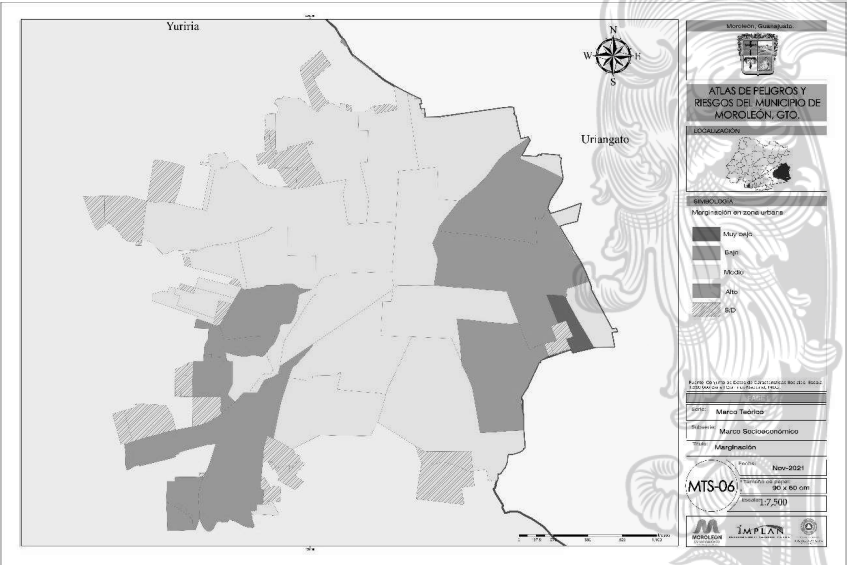 Yuriria
N
W
E
S
Uriangato
Moroleón, Guanajuato.
ATLAS DE PELIGROS Y
RIESGOS DEL MUNICIPIO DE
MOROLEÓN, GTO.
LOCALIZACIÓN
SIMBOLOGÍA
Marginación en zona urbana
Muy bajo
Bajo
Medio
Alto
S/D
Marco Teórico
Marco Socioeconómico
Marginación
MTS-06
Fecha:
Nov-2021
90 x 60 cm
1:7,500
MOROLEÓN
IMPLAN